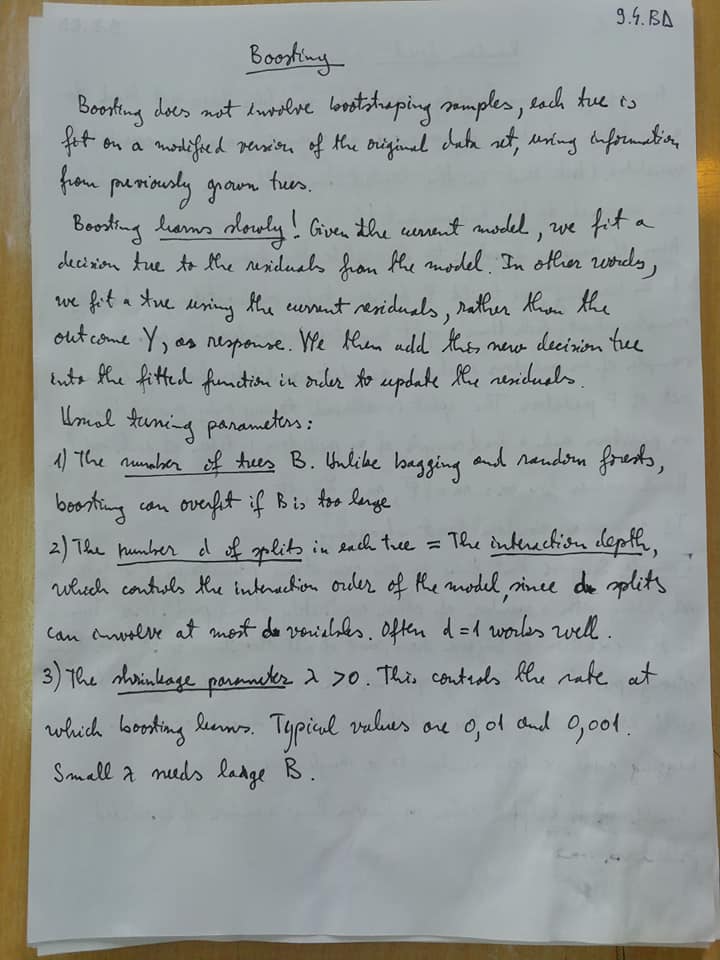 9.4.BΔ
Boosting
Boosting does not involve bootstraping samples, each tree is
fit on a modified version of the original data set, using information
from previously grown trees.
Boosting learns slowly! Given the current model, we fit a
decision tree to the residuals from the model. In other words,
we fit a tree using the current residuals, rather than the
outcome Y, as response. We then add this new decision tree
into the fitted function in order to update the residuals.
Usual tuning parameters:
1) The number of trees B. Unlike bagging and random forests,
boosting can overfit if B is too large
2) The number d of splits in each tree = The interaction depth,
which controls the interaction order of the model, since d splits
can involve at most d variables. Often d=1 works well.
3) The shrinkage parameter λ >0. This controls the rate at
which boosting learns. Typical values are 0,01 and 0,001.
Small λ needs large B.